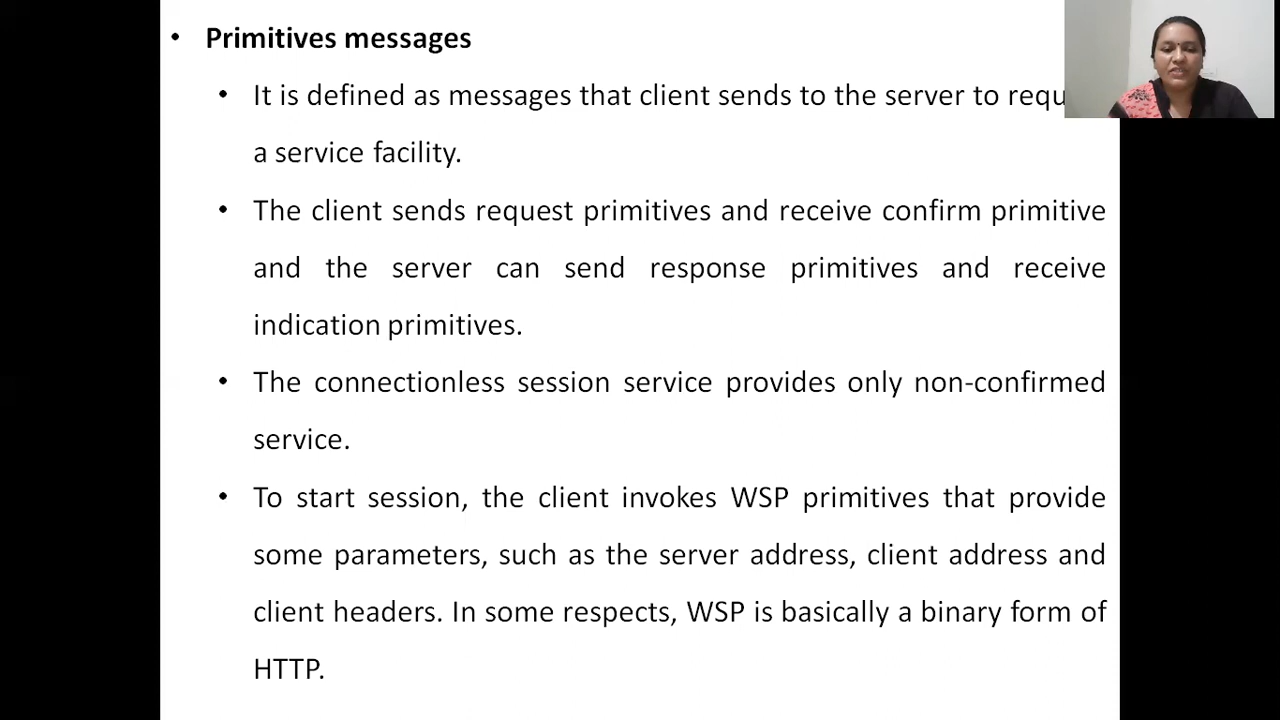 • Primitives messages
• It is defined as messages that client sends to the server to
a service facility.
• The client sends request primitives and receive confirm primitive
and the server can send response primitives and receive
indication primitives.
• The connectionless session service provides only non-confirmed
service.
• To start session, the client invokes WSP primitives that provide
some parameters, such as the server address, client address and
client headers. In some respects, WSP is basically a binary form of
HTTP.